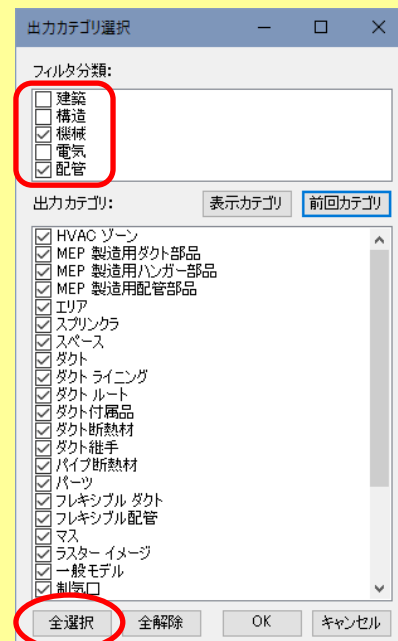 出力カテゴリ選択
フィルタ分類:
建築
構造
機械
電気
配管
出力カテゴリ: 表示カテゴリ 前回カテゴリ
HVAC ゾーン
MEP 製造用ダクト部品
MEP 製造用ハンガー部品
MEP 製造用配管部品
エリア
スプリンクラ
スペース
ダクト
ダクト ライニング
ダクト ルート
ダクト付属品
ダクト断熱材
ダクト継手
パイプ断熱材
パーツ
フレキシブル ダクト
フレキシブル配管
マス
ラスター イメージ
一般モデル
制気口
全選択 全解除 OK キャンセル